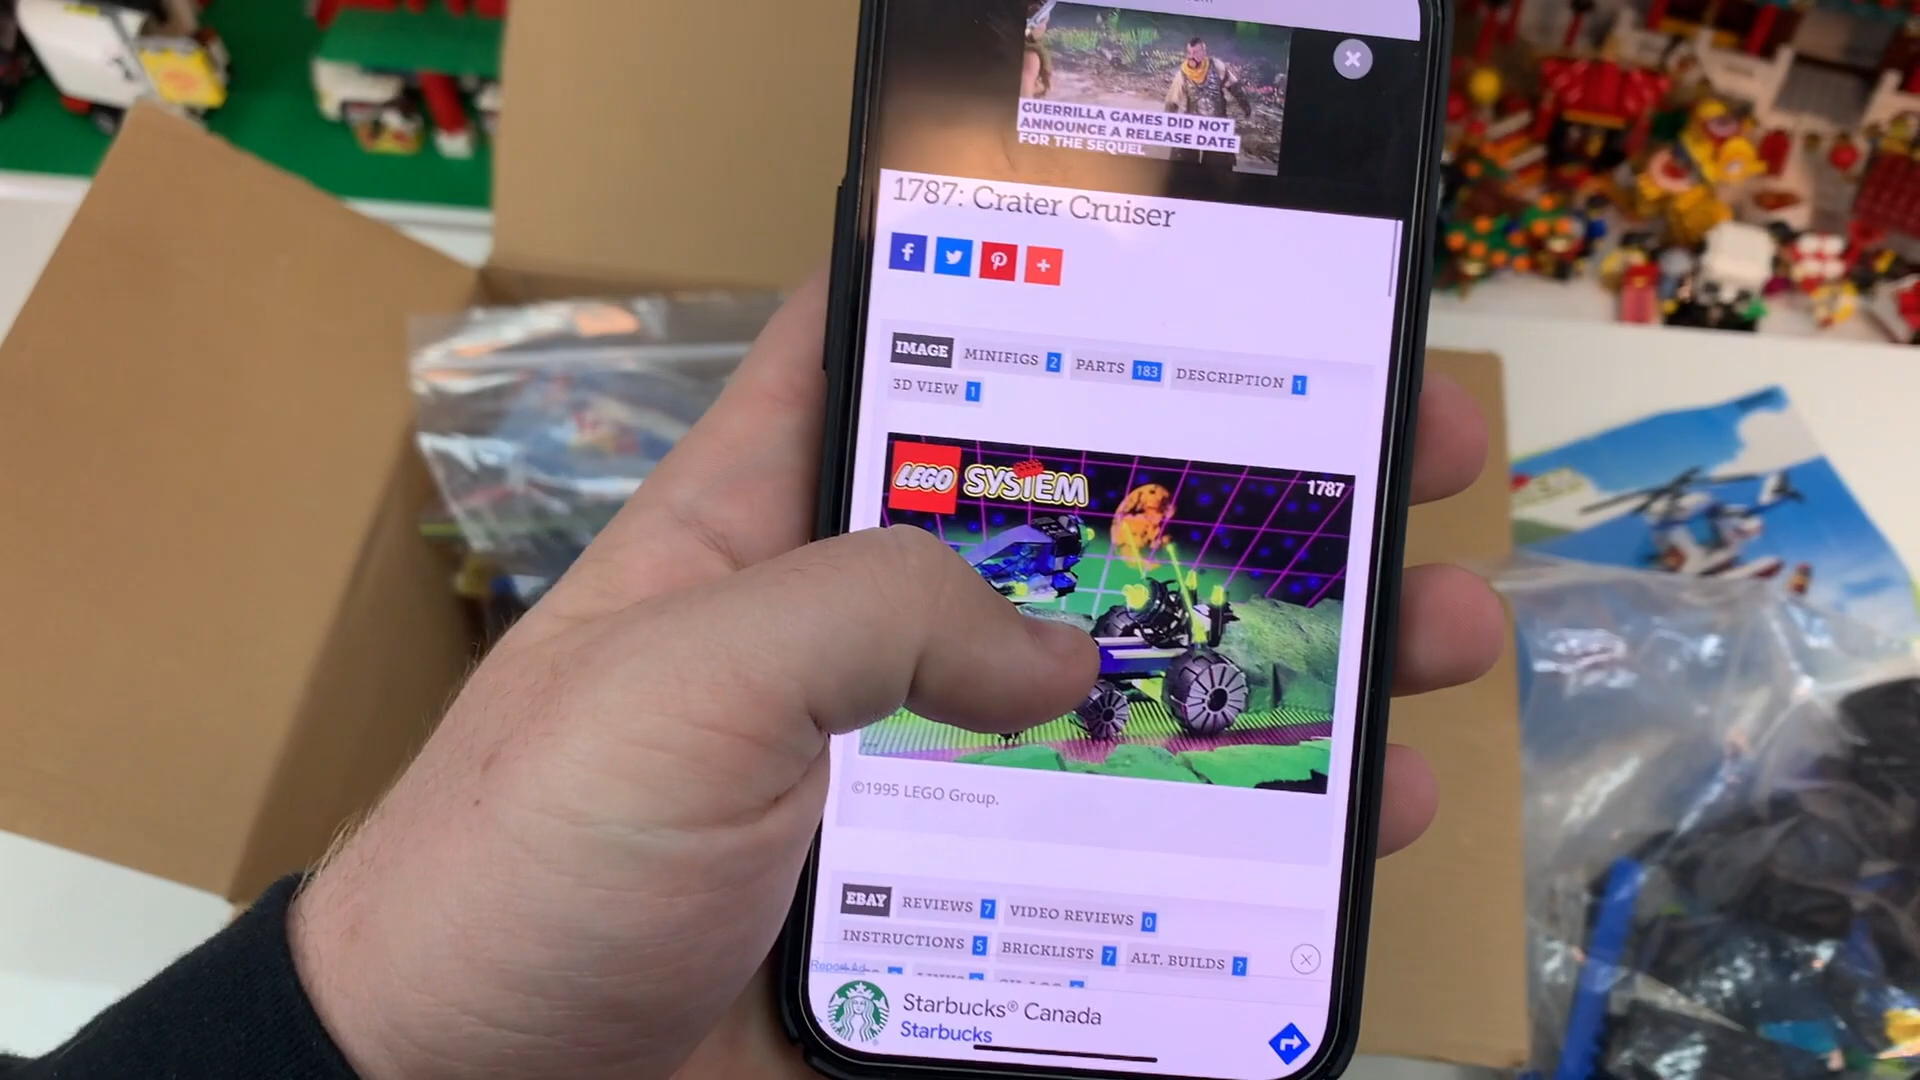 GUERRILLA GAMES DID NOT
ANNOUNCE A RELEASE DATE
FOR THE SEQUEL
1787: Crater Cruiser
IMAGE MINIFIGS 2 PARTS 183 DESCRIPTION 1
3D VIEW 1
LEGO SYSTEM 1787
©1995 LEGO Group.
EBAY REVIEWS 7 VIDEO REVIEWS 0
INSTRUCTIONS 5 BRICKLISTS 7 ALT. BUILDS ?
Report Ad
Starbucks® Canada
Starbucks